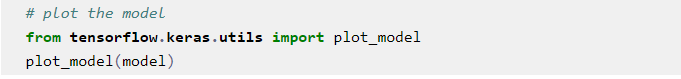 # plot the model
from tensorflow.keras.utils import plot_model
plot_model(model)